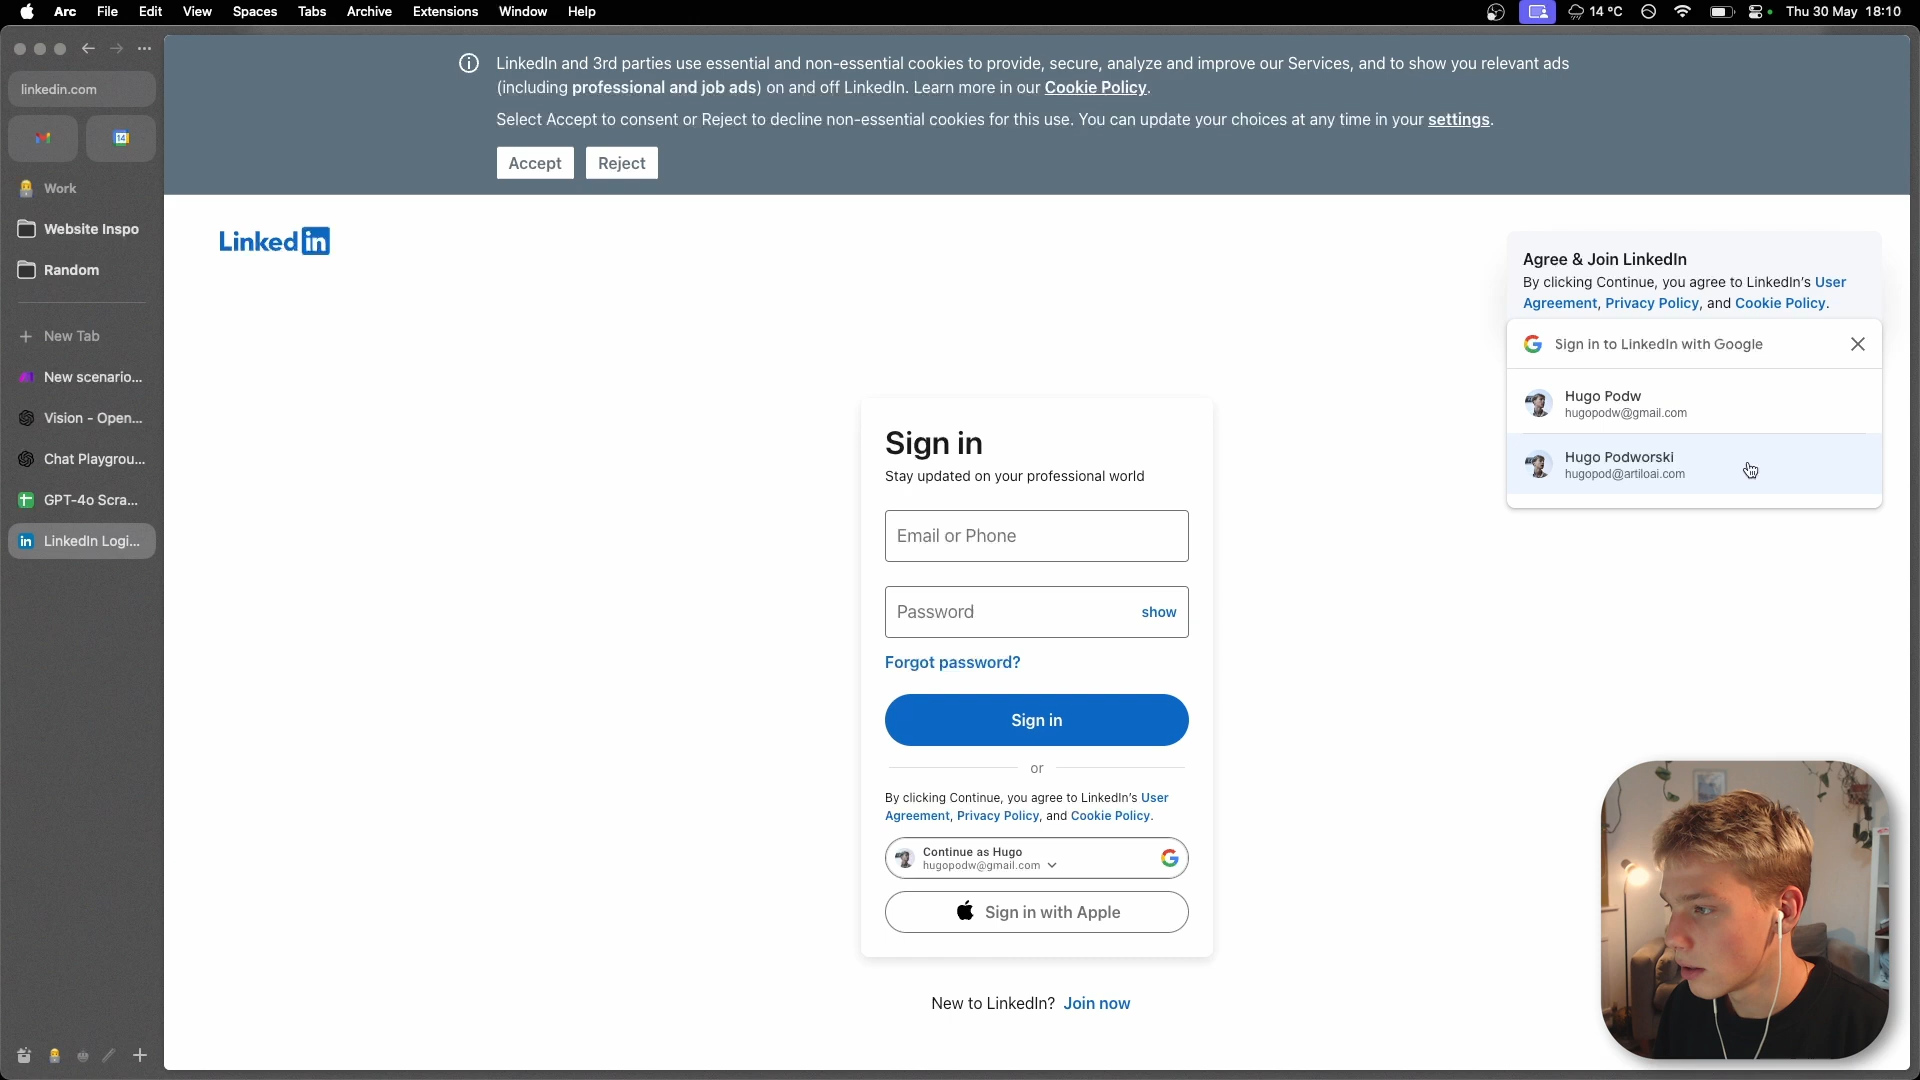 Arc File Edit View Spaces Tabs Archive Extensions Window Help
14 °C Thu 30 May 18:10
linkedin.com
14
Work
Website Inspo
Random
New Tab
New scenario...
Vision - Open...
Chat Playgrou...
GPT-4o Scra...
LinkedIn Logi...
LinkedIn and 3rd parties use essential and non-essential cookies to provide, secure, analyze and improve our Services, and to show you relevant ads
(including professional and job ads) on and off LinkedIn. Learn more in our Cookie Policy.
Select Accept to consent or Reject to decline non-essential cookies for this use. You can update your choices at any time in your settings.
Accept Reject
Linked in
Agree & Join LinkedIn
By clicking Continue, you agree to LinkedIn's User
Agreement, Privacy Policy, and Cookie Policy.
Sign in to LinkedIn with Google
Hugo Podw
hugopodw@gmail.com
Hugo Podworski
hugopod@artiloai.com
Sign in
Stay updated on your professional world
Email or Phone
Password show
Forgot password?
Sign in
or
By clicking Continue, you agree to LinkedIn's User
Agreement, Privacy Policy, and Cookie Policy.
Continue as Hugo
hugopodw@gmail.com
Sign in with Apple
New to LinkedIn? Join now